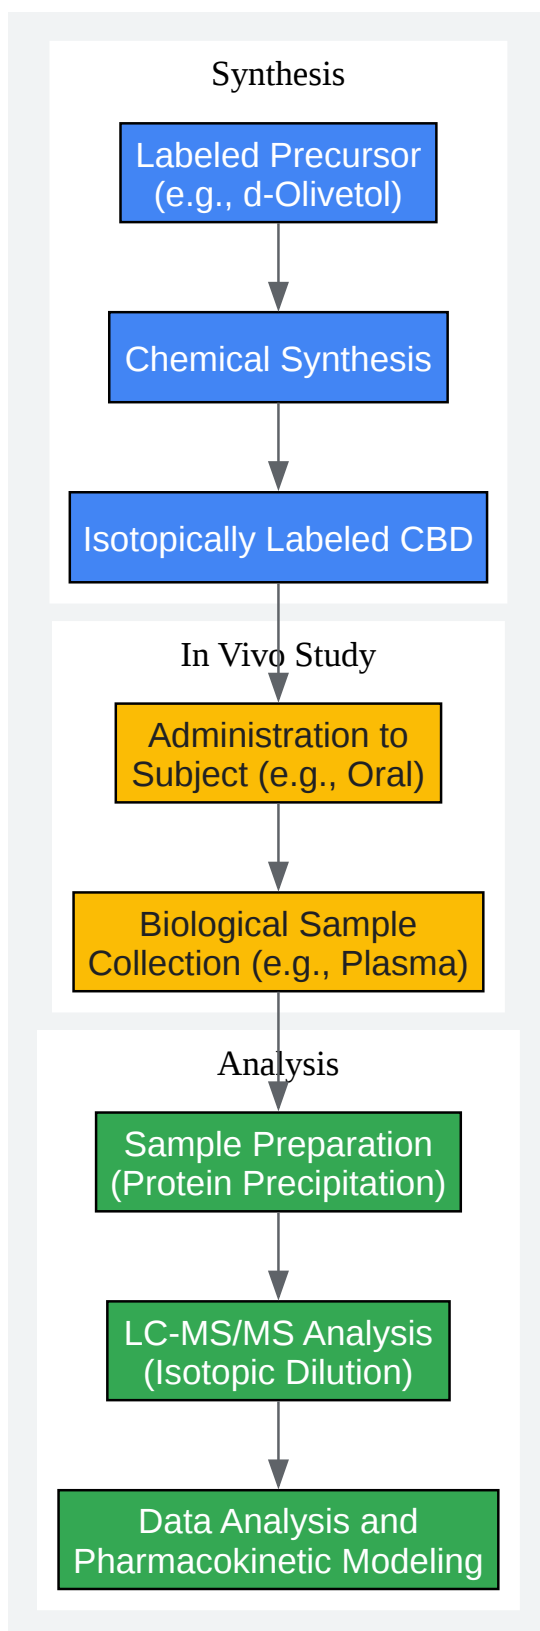 Synthesis
Labeled Precursor
(e.g., d-Olivetol)
Chemical Synthesis
Isotopically Labeled CBD
In Vivo Study
Administration to
Subject (e.g., Oral)
Biological Sample
Collection (e.g., Plasma)
Analysis
Sample Preparation
(Protein Precipitation)
LC-MS/MS Analysis
(Isotopic Dilution)
Data Analysis and
Pharmacokinetic Modeling